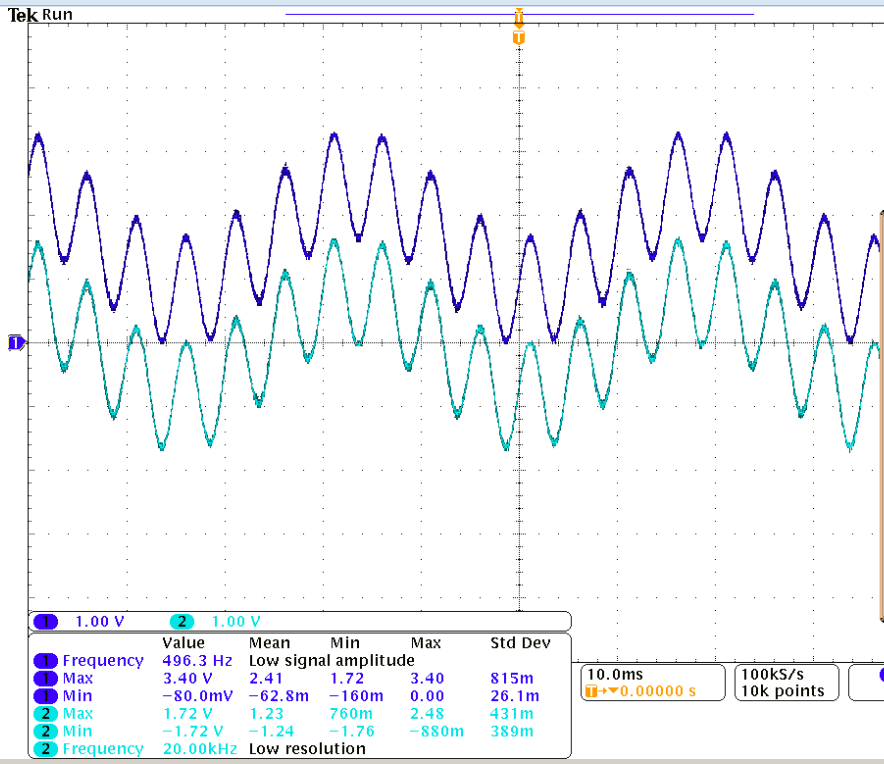 Tek Run
T
T
1
1 1.00 V 2 1.00 V
Value Mean Min Max Std Dev
1 Frequency 496.3 Hz Low signal amplitude
1 Max 3.40 V 2.41 1.72 3.40 815m
1 Min −80.0mV −62.8m −160m 0.00 26.1m
2 Max 1.72 V 1.23 760m 2.48 431m
2 Min −1.72 V −1.24 −1.76 −880m 389m
2 Frequency 20.00kHz Low resolution
10.0ms
T→▼0.00000 s
100kS/s
10k points